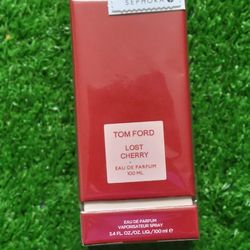 SEPHORA
TOM FORD
LOST
CHERRY
EAU DE PARFUM
100 ML
EAU DE PARFUM
VAPORISATEUR SPRAY
3.4 FL. OZ./OZ. LIQ./100 ml ℮